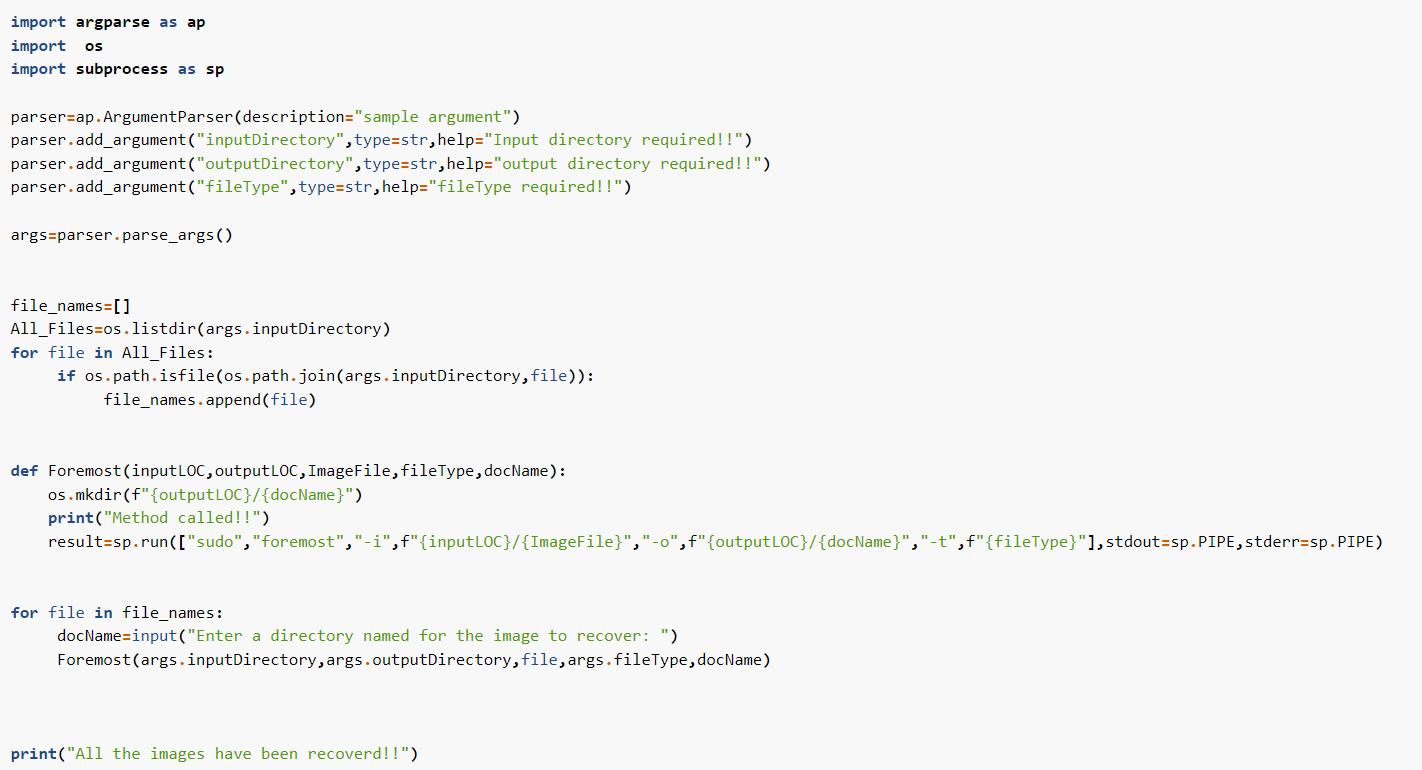 import argparse as ap
import  os
import subprocess as sp
parser=ap.ArgumentParser(description="sample argument")
parser.add_argument("inputDirectory",type=str,help="Input directory required!!")
parser.add_argument("outputDirectory",type=str,help="output directory required!!")
parser.add_argument("fileType",type=str,help="fileType required!!")
args=parser.parse_args()
file_names=[]
All_Files=os.listdir(args.inputDirectory)
for file in All_Files:
     if os.path.isfile(os.path.join(args.inputDirectory,file)):
          file_names.append(file)
def Foremost(inputLOC,outputLOC,ImageFile,fileType,docName):
    os.mkdir(f"{outputLOC}/{docName}")
    print("Method called!!")
    result=sp.run(["sudo","foremost","-i",f"{inputLOC}/{ImageFile}","-o",f"{outputLOC}/{docName}","-t",f"{fileType}"],stdout=sp.PIPE,stderr=sp.PIPE)
for file in file_names:
     docName=input("Enter a directory named for the image to recover: ")
     Foremost(args.inputDirectory,args.outputDirectory,file,args.fileType,docName)
print("All the images have been recoverd!!")